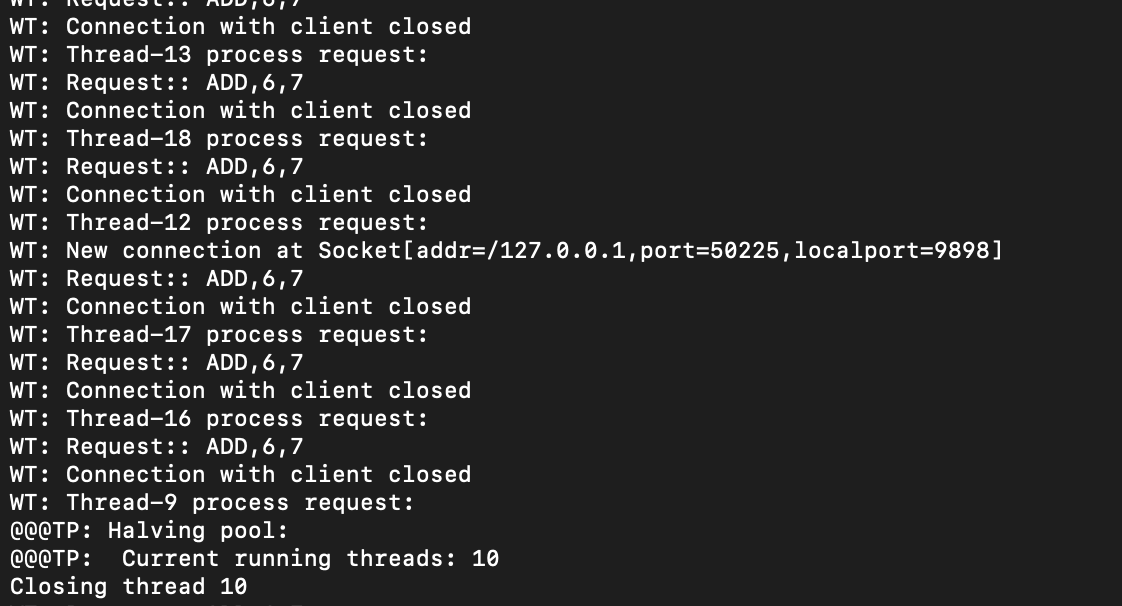 WT: Request:: ADD,6,7
WT: Connection with client closed
WT: Thread-13 process request:
WT: Request:: ADD,6,7
WT: Connection with client closed
WT: Thread-18 process request:
WT: Request:: ADD,6,7
WT: Connection with client closed
WT: Thread-12 process request:
WT: New connection at Socket[addr=/127.0.0.1,port=50225,localport=9898]
WT: Request:: ADD,6,7
WT: Connection with client closed
WT: Thread-17 process request:
WT: Request:: ADD,6,7
WT: Connection with client closed
WT: Thread-16 process request:
WT: Request:: ADD,6,7
WT: Connection with client closed
WT: Thread-9 process request:
@@@TP: Halving pool:
@@@TP:  Current running threads: 10
Closing thread 10